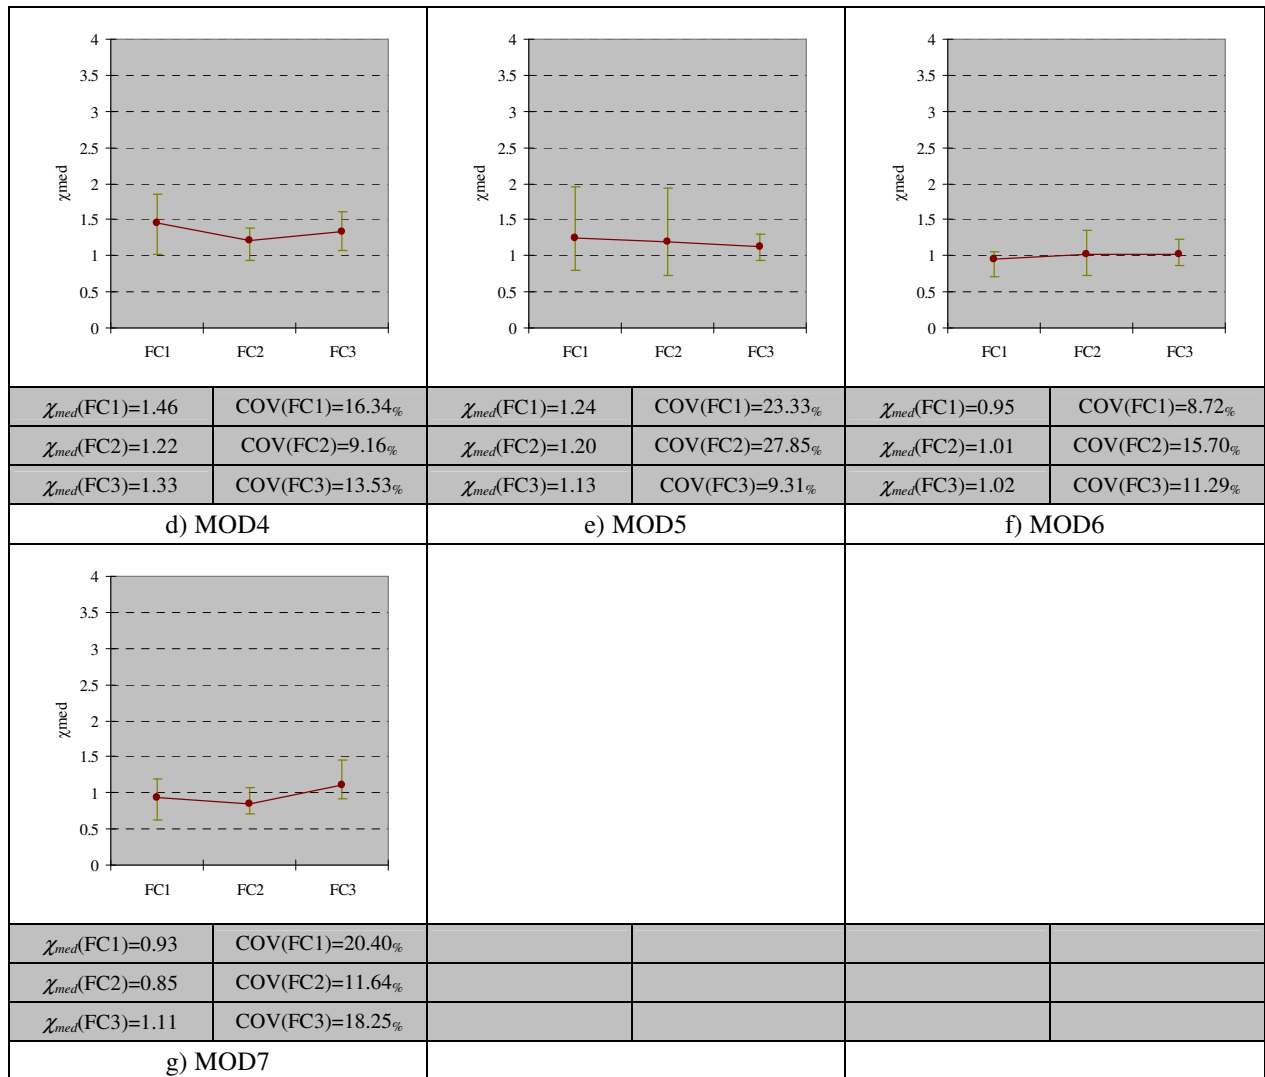 4
3.5
3
2.5
2
1.5
1
0.5
0
χmed
FC1 FC2 FC3
4
3.5
3
2.5
2
1.5
1
0.5
0
χmed
FC1 FC2 FC3
4
3.5
3
2.5
2
1.5
1
0.5
0
χmed
FC1 FC2 FC3
χmed(FC1)=1.46 COV(FC1)=16.34% χmed(FC1)=1.24 COV(FC1)=23.33% χmed(FC1)=0.95 COV(FC1)=8.72%
χmed(FC2)=1.22 COV(FC2)=9.16% χmed(FC2)=1.20 COV(FC2)=27.85% χmed(FC2)=1.01 COV(FC2)=15.70%
χmed(FC3)=1.33 COV(FC3)=13.53% χmed(FC3)=1.13 COV(FC3)=9.31% χmed(FC3)=1.02 COV(FC3)=11.29%
d) MOD4 e) MOD5 f) MOD6
4
3.5
3
2.5
2
1.5
1
0.5
0
χmed
FC1 FC2 FC3
χmed(FC1)=0.93 COV(FC1)=20.40%
χmed(FC2)=0.85 COV(FC2)=11.64%
χmed(FC3)=1.11 COV(FC3)=18.25%
g) MOD7